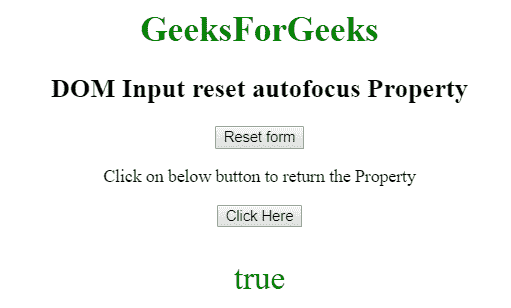 GeeksForGeeks
DOM Input reset autofocus Property
Reset form
Click on below button to return the Property
Click Here
true